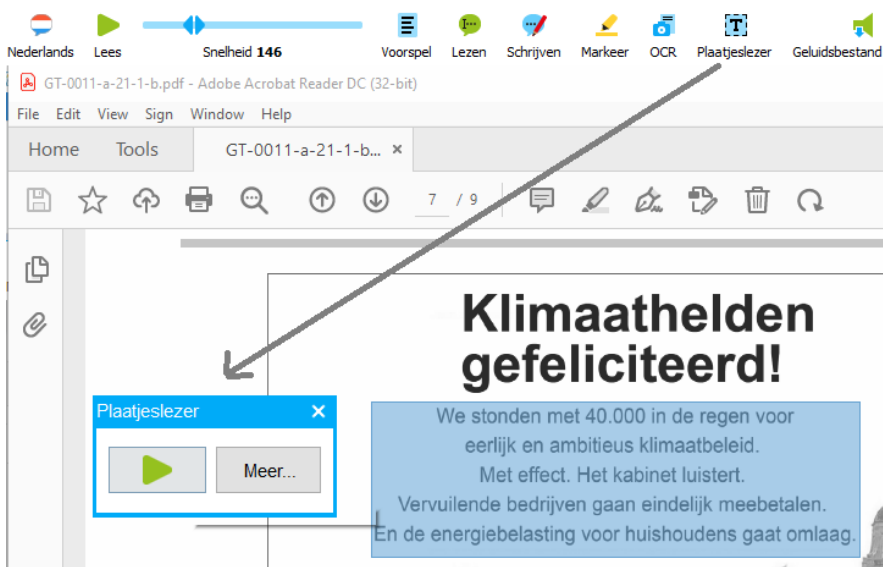 Nederlands Lees Snelheid 146 Voorspel Lezen Schrijven Markeer OCR Plaatjeslezer Geluidsbestand
GT-0011-a-21-1-b.pdf - Adobe Acrobat Reader DC (32-bit)
File Edit View Sign Window Help
Home Tools GT-0011-a-21-1-b... ×
7 / 9
Klimaathelden
gefeliciteerd!
Plaatjeslezer
Meer...
We stonden met 40.000 in de regen voor
eerlijk en ambitieus klimaatbeleid.
Met effect. Het kabinet luistert.
Vervuilende bedrijven gaan eindelijk meebetalen.
En de energiebelasting voor huishoudens gaat omlaag.